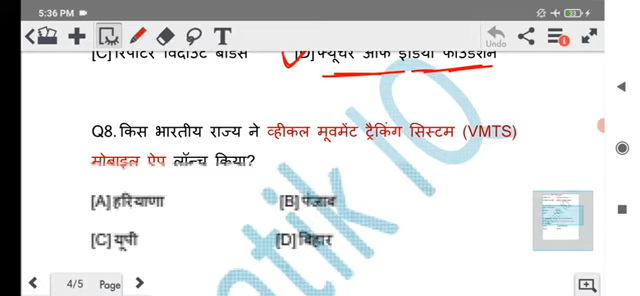 5:36 PM
[C] रिपोर्टर विदाउट बॉर्डर्स [D] फ्यूचर ऑफ इंडिया फाउंडेशन
Undo
Q8. किस भारतीय राज्य ने व्हीकल मूवमेंट ट्रैकिंग सिस्टम (VMTS)
मोबाइल ऐप लॉन्च किया?
[A] हरियाणा [B] पंजाब
[C] यूपी [D] बिहार
4/5 Page